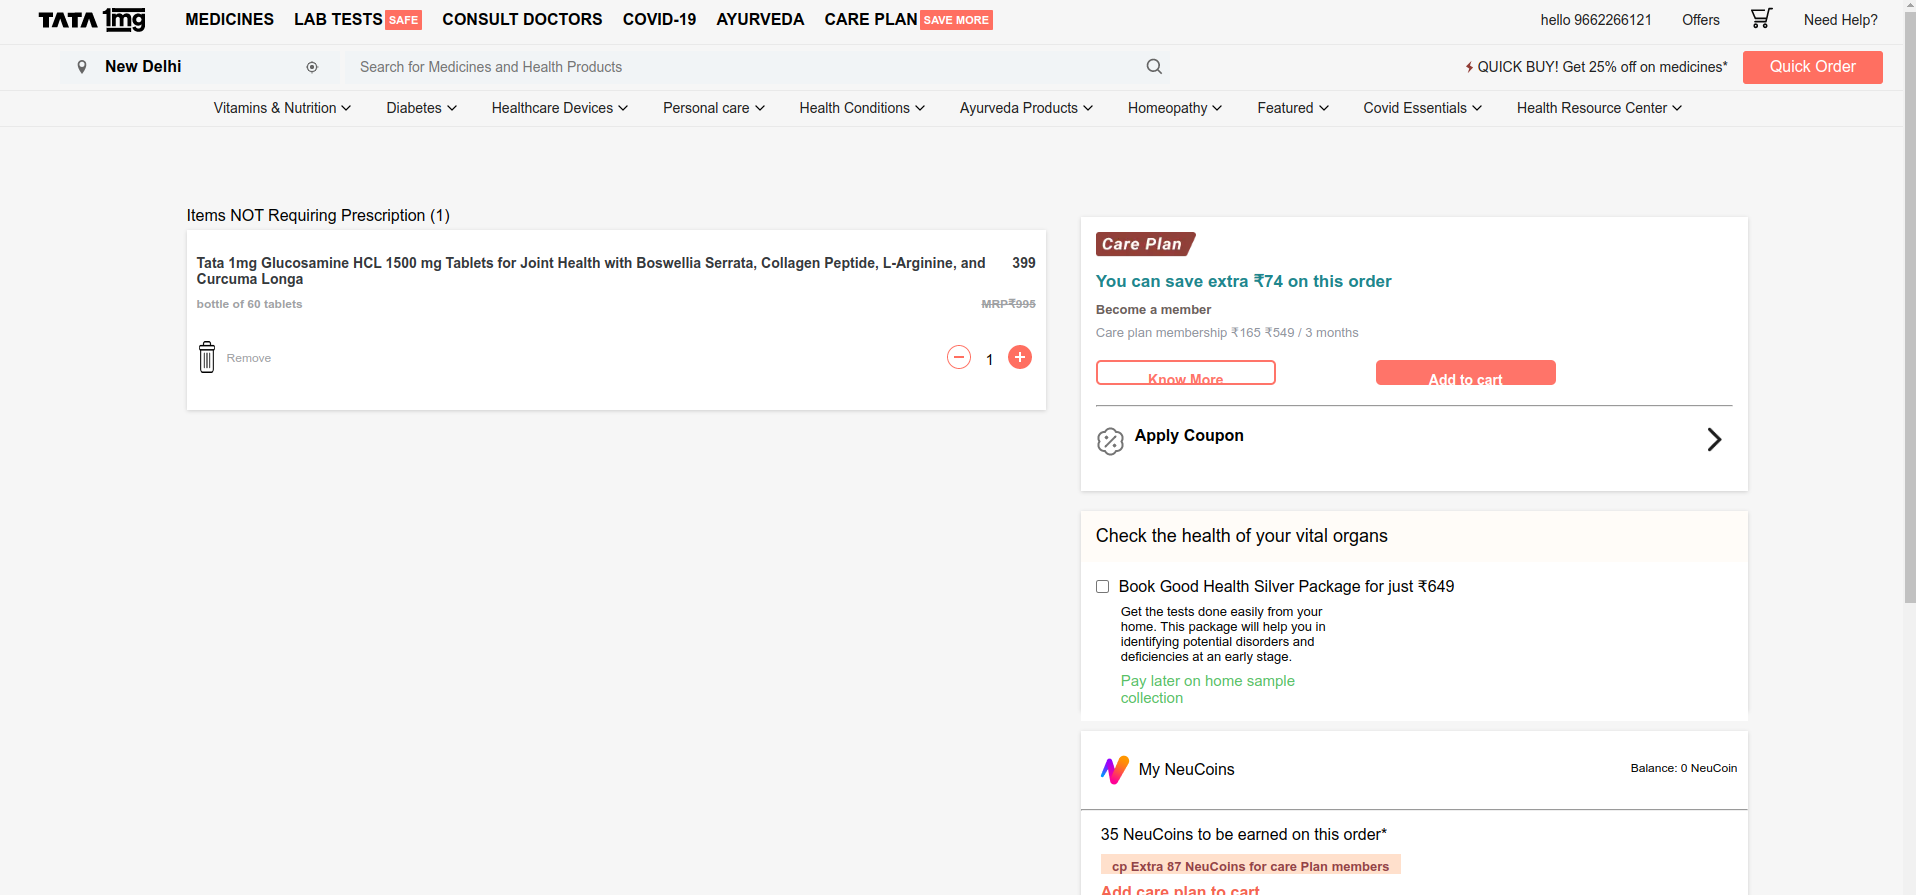 TATA 1mg MEDICINES LAB TESTS SAFE CONSULT DOCTORS COVID-19 AYURVEDA CARE PLAN SAVE MORE hello 9662266121 Offers Need Help?
New Delhi Search for Medicines and Health Products QUICK BUY! Get 25% off on medicines* Quick Order
Vitamins & Nutrition Diabetes Healthcare Devices Personal care Health Conditions Ayurveda Products Homeopathy Featured Covid Essentials Health Resource Center
Items NOT Requiring Prescription (1)
Tata 1mg Glucosamine HCL 1500 mg Tablets for Joint Health with Boswellia Serrata, Collagen Peptide, L-Arginine, and 399
Curcuma Longa
bottle of 60 tablets MRP₹995
Remove 1
Care Plan
You can save extra ₹74 on this order
Become a member
Care plan membership ₹165 ₹549 / 3 months
Know More Add to cart
Apply Coupon
Check the health of your vital organs
Book Good Health Silver Package for just ₹649
Get the tests done easily from your
home. This package will help you in
identifying potential disorders and
deficiencies at an early stage.
Pay later on home sample
collection
My NeuCoins Balance: 0 NeuCoin
35 NeuCoins to be earned on this order*
cp Extra 87 NeuCoins for care Plan members
Add care plan to cart